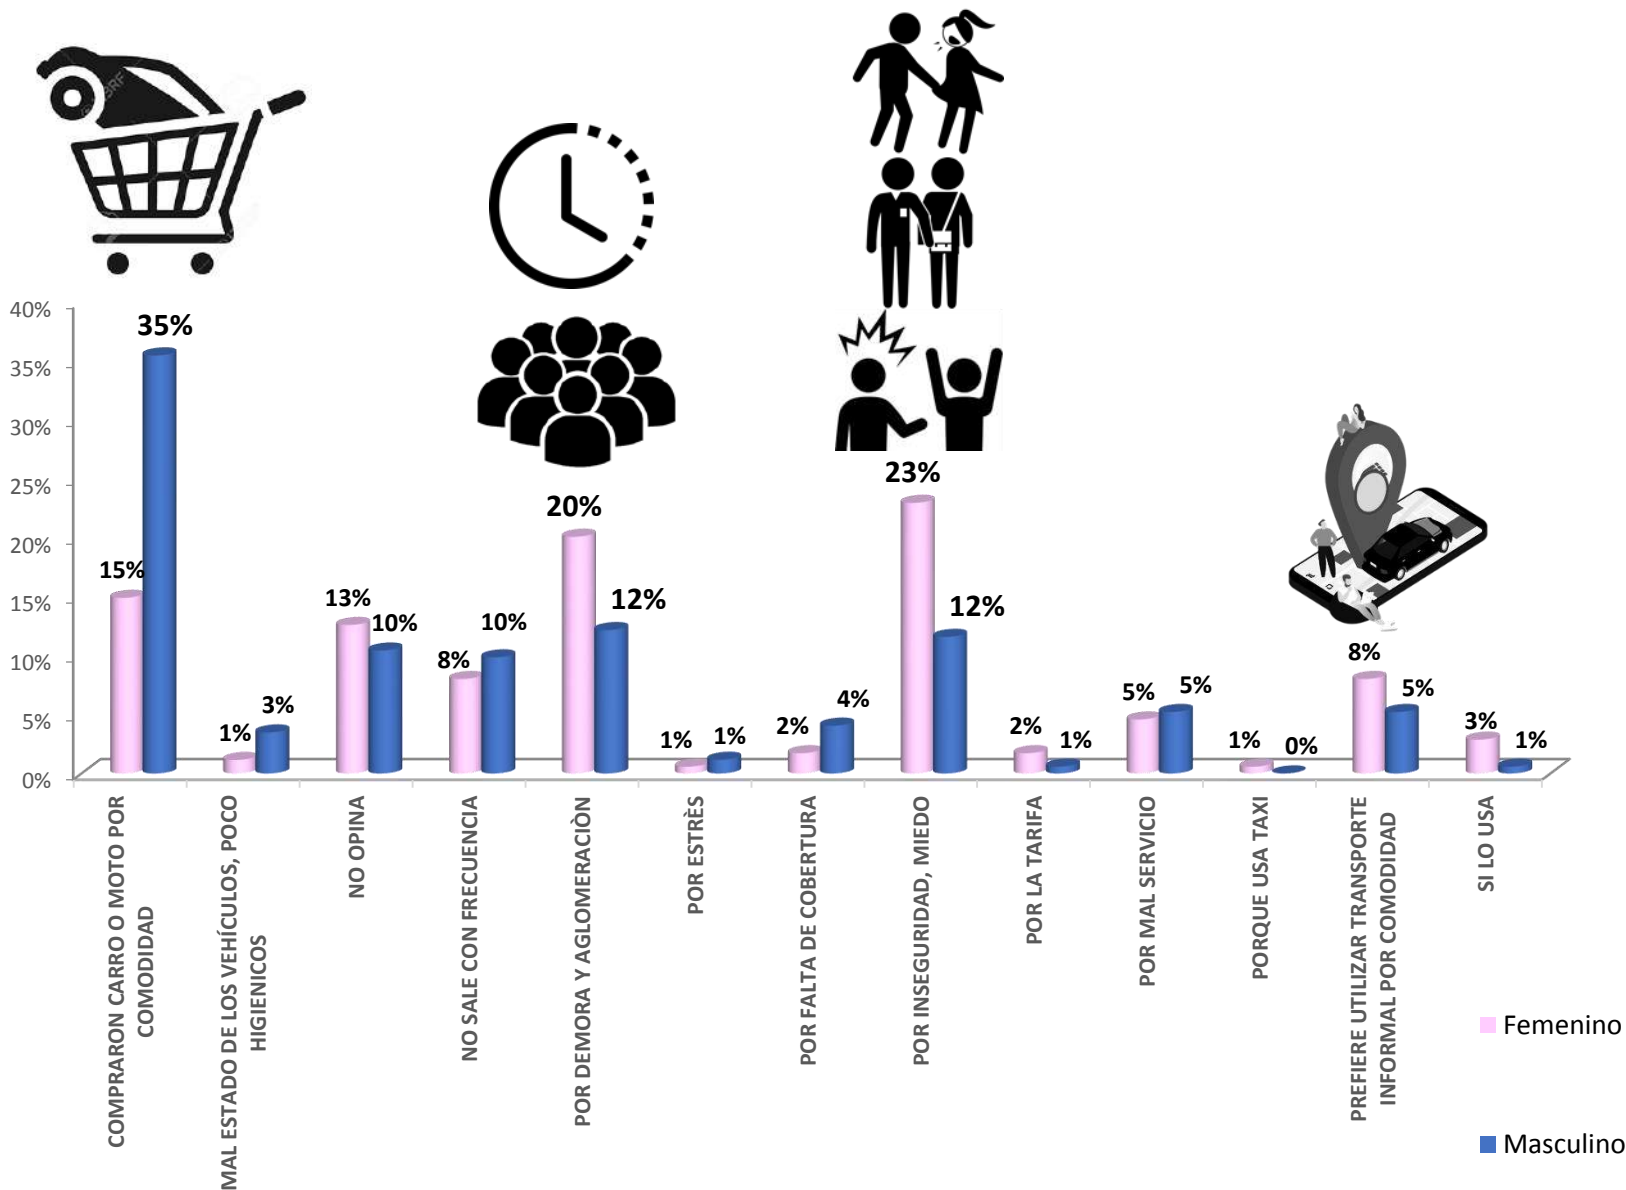 40%
35%
30%
25%
20%
15%
10%
5%
0%
15%
35%
1%
3%
13%
10%
8%
10%
20%
12%
1%
1%
2%
4%
23%
12%
2%
1%
5%
5%
1%
0%
8%
5%
3%
1%
COMPRARON CARRO O MOTO POR
COMODIDAD
MAL ESTADO DE LOS VEHÍCULOS, POCO
HIGIENICOS
NO OPINA
NO SALE CON FRECUENCIA
POR DEMORA Y AGLOMERACIÒN
POR ESTRÈS
POR FALTA DE COBERTURA
POR INSEGURIDAD, MIEDO
POR LA TARIFA
POR MAL SERVICIO
PORQUE USA TAXI
PREFIERE UTILIZAR TRANSPORTE
INFORMAL POR COMODIDAD
SI LO USA
Femenino
Masculino